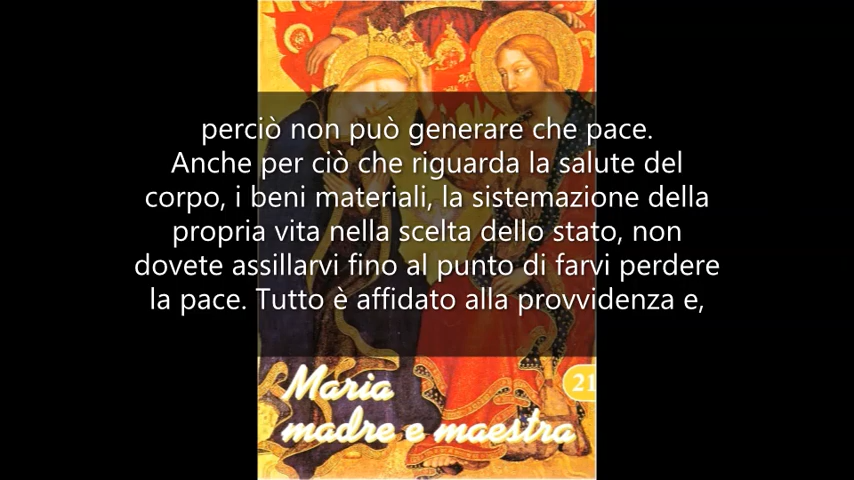 perciò non può generare che pace.
Anche per ciò che riguarda la salute del
corpo, i beni materiali, la sistemazione della
propria vita nella scelta dello stato, non
dovete assillarvi fino al punto di farvi perdere
la pace. Tutto è affidato alla provvidenza e,
Maria
21
madre e maestra